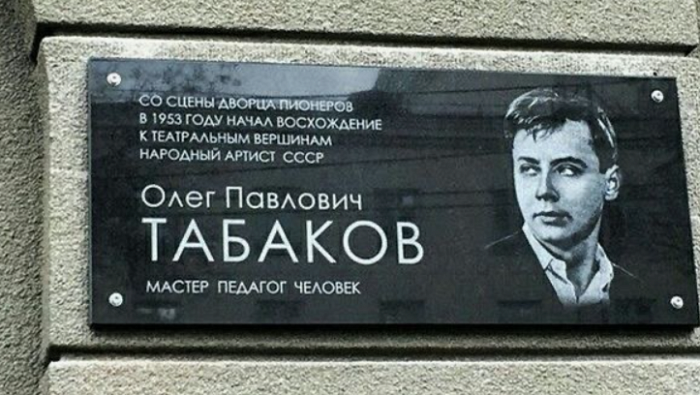 СО СЦЕНЫ ДВОРЦА ПИОНЕРОВ
В 1953 ГОДУ НАЧАЛ ВОСХОЖДЕНИЕ
К ТЕАТРАЛЬНЫМ ВЕРШИНАМ
НАРОДНЫЙ АРТИСТ СССР
Олег Павлович
ТАБАКОВ
МАСТЕР ПЕДАГОГ ЧЕЛОВЕК